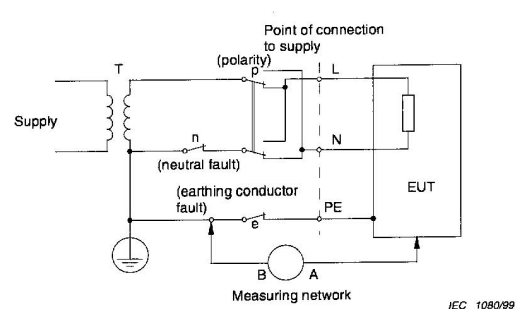 Point of connection
to supply
T
(polarity)
p
L
Supply
n
N
(neutral fault)
(earthing conductor
fault)
EUT
e
PE
B
A
Measuring network
IEC 1080/99